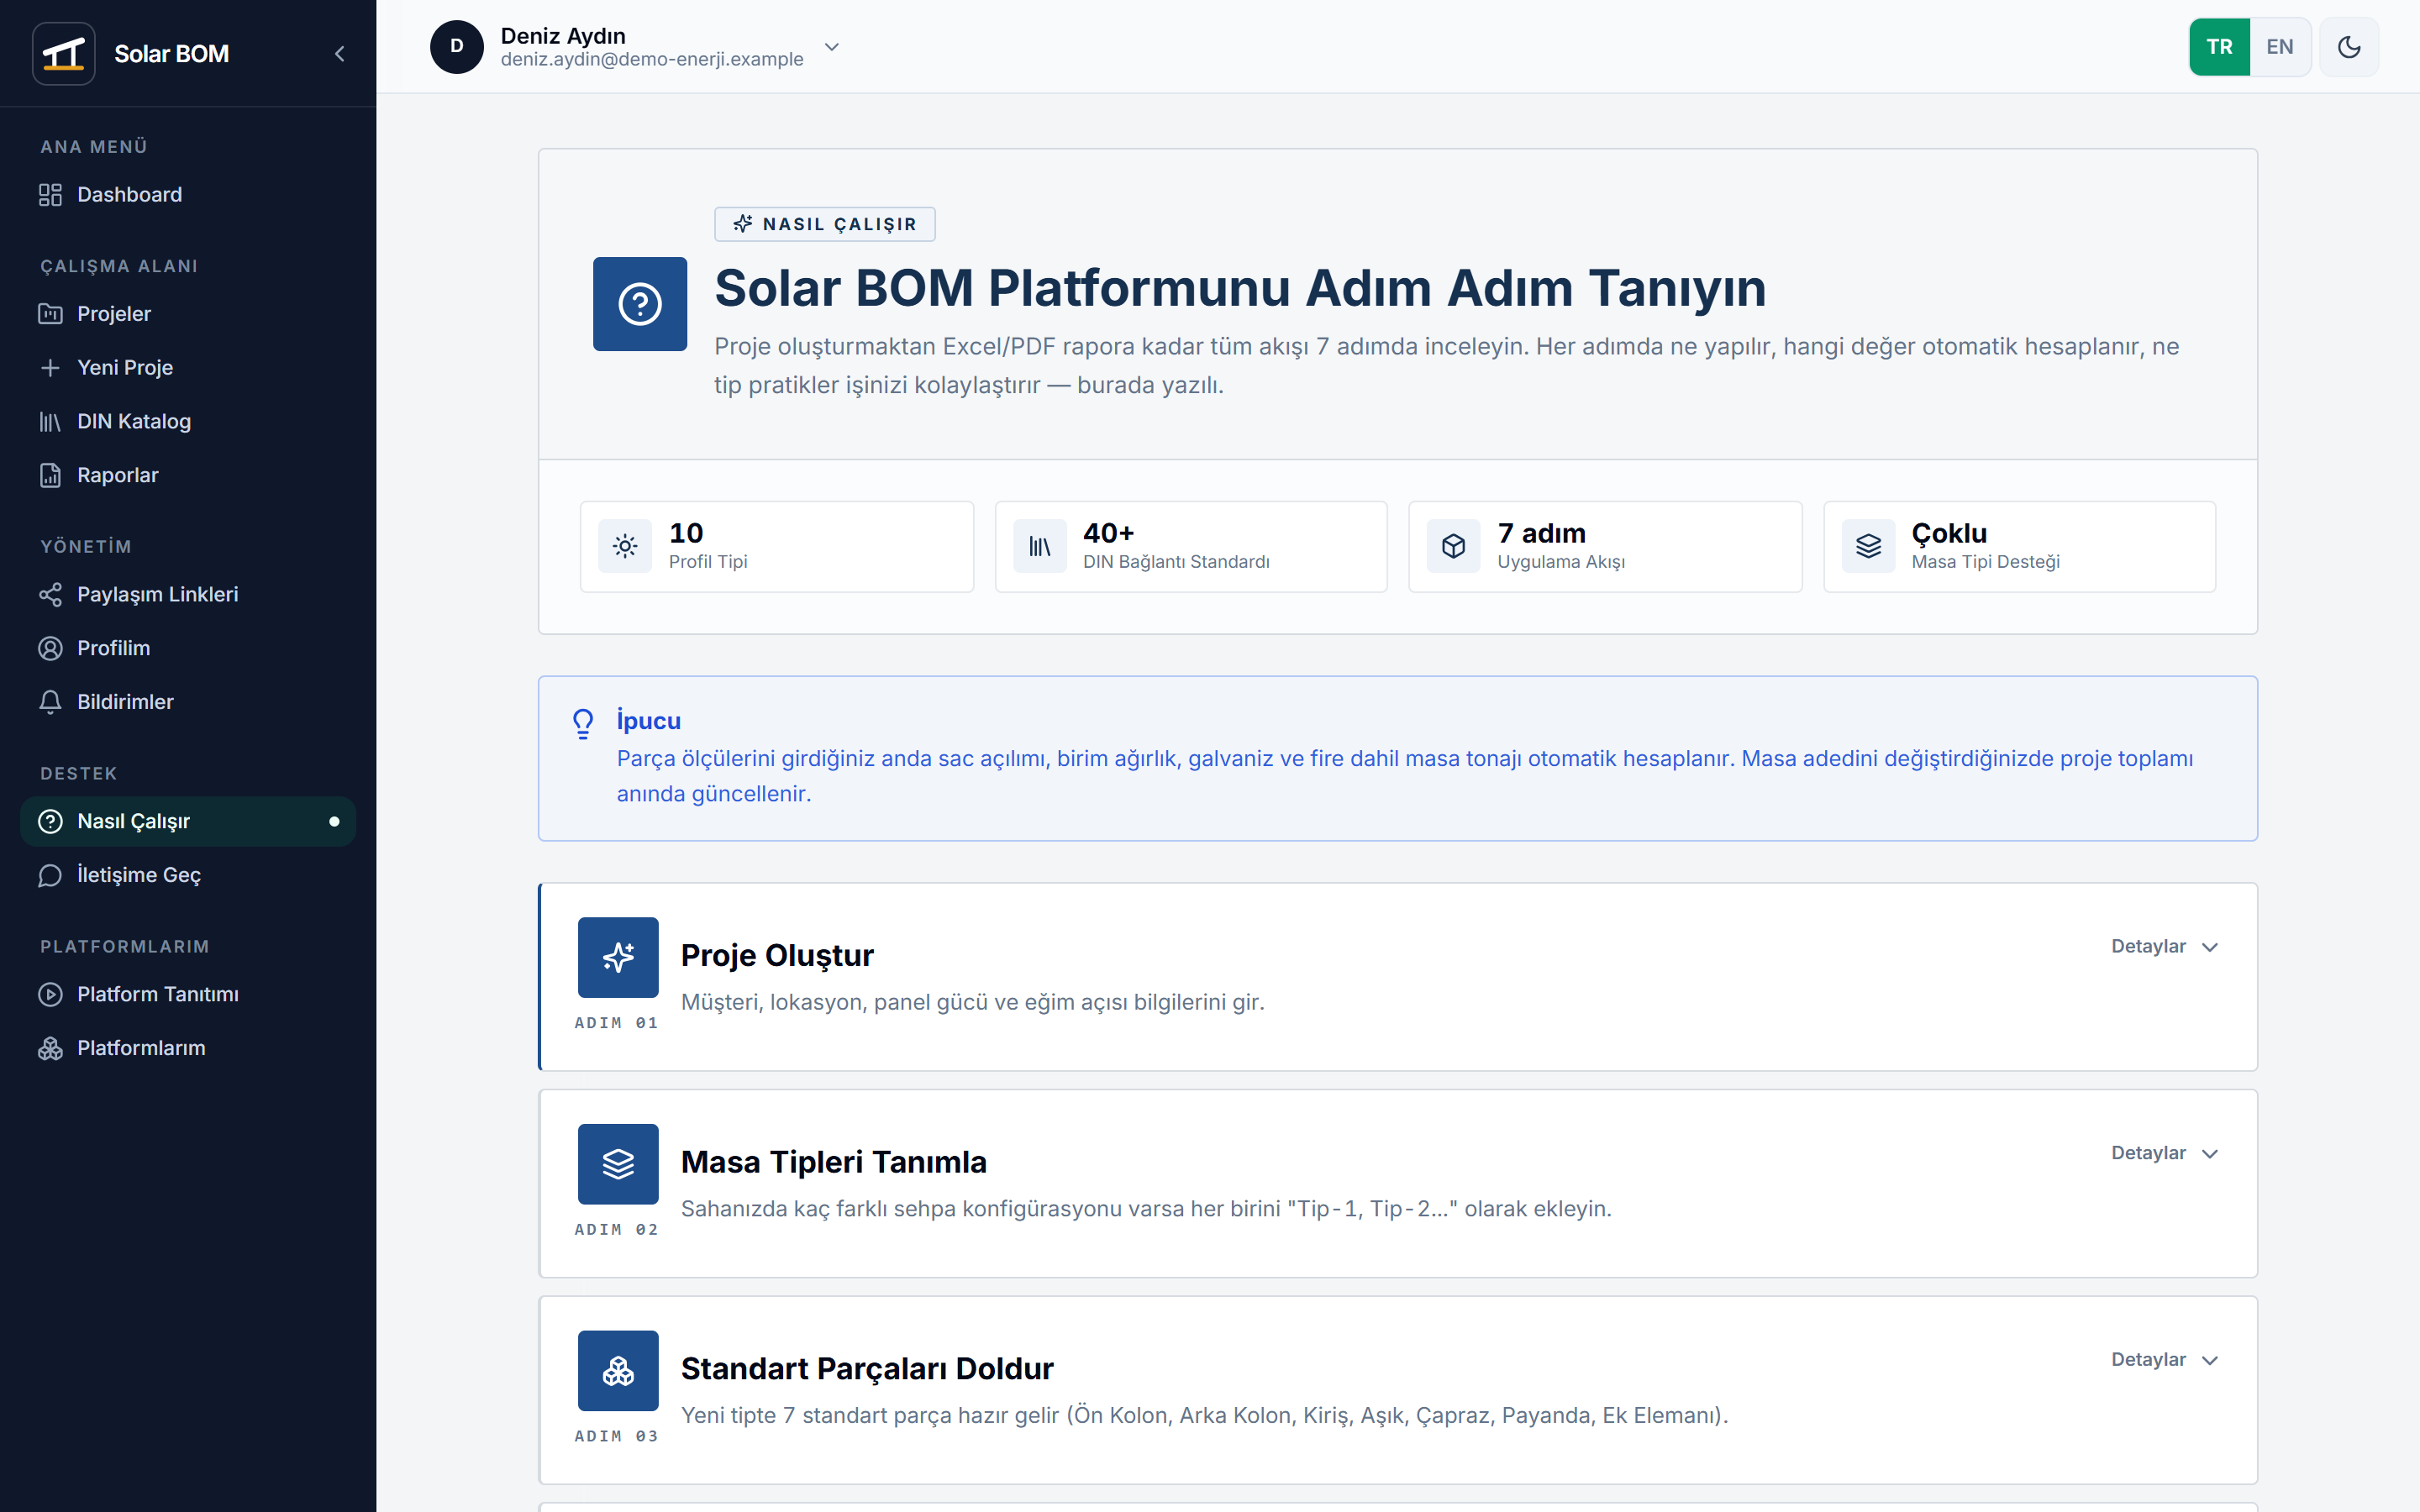 Solar BOM
ANA MENÜ
Dashboard
ÇALIŞMA ALANI
Projeler
Yeni Proje
DIN Katalog
Raporlar
YÖNETİM
Paylaşım Linkleri
Profilim
Bildirimler
DESTEK
Nasıl Çalışır
İletişime Geç
PLATFORMLARIM
Platform Tanıtımı
Platformlarım
D
Deniz Aydın
deniz.aydin@demo-enerji.example
TR
EN
NASIL ÇALIŞIR
Solar BOM Platformunu Adım Adım Tanıyın
Proje oluşturmaktan Excel/PDF rapora kadar tüm akışı 7 adımda inceleyin. Her adımda ne yapılır, hangi değer otomatik hesaplanır, ne
tip pratikler işinizi kolaylaştırır — burada yazılı.
10
Profil Tipi
40+
DIN Bağlantı Standardı
7 adım
Uygulama Akışı
Çoklu
Masa Tipi Desteği
İpucu
Parça ölçülerini girdiğiniz anda sac açılımı, birim ağırlık, galvaniz ve fire dahil masa tonajı otomatik hesaplanır. Masa adedini değiştirdiğinizde proje toplamı
anında güncellenir.
Proje Oluştur
Detaylar
Müşteri, lokasyon, panel gücü ve eğim açısı bilgilerini gir.
ADIM 01
Masa Tipleri Tanımla
Detaylar
Sahanızda kaç farklı sehpa konfigürasyonu varsa her birini "Tip-1, Tip-2..." olarak ekleyin.
ADIM 02
Standart Parçaları Doldur
Detaylar
Yeni tipte 7 standart parça hazır gelir (Ön Kolon, Arka Kolon, Kiriş, Aşık, Çapraz, Payanda, Ek Elemanı).
ADIM 03